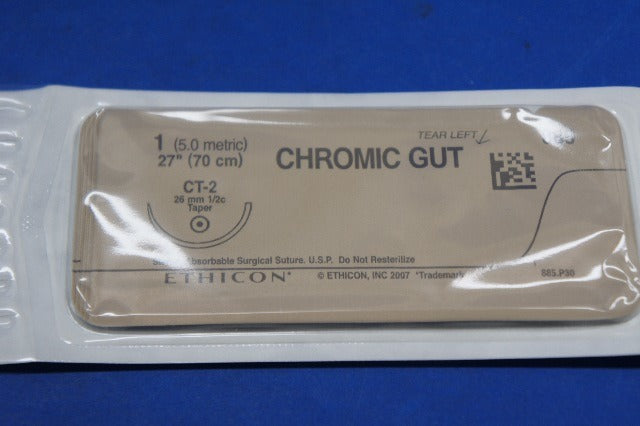 1 (5.0 metric)
27" (70 cm)
TEAR LEFT
CHROMIC GUT
CT-2
26 mm 1/2c
Taper
Absorbable Surgical Suture. U.S.P. Do Not Resterilize
ETHICON*
© ETHICON, INC 2007 *Trademark
885.P30